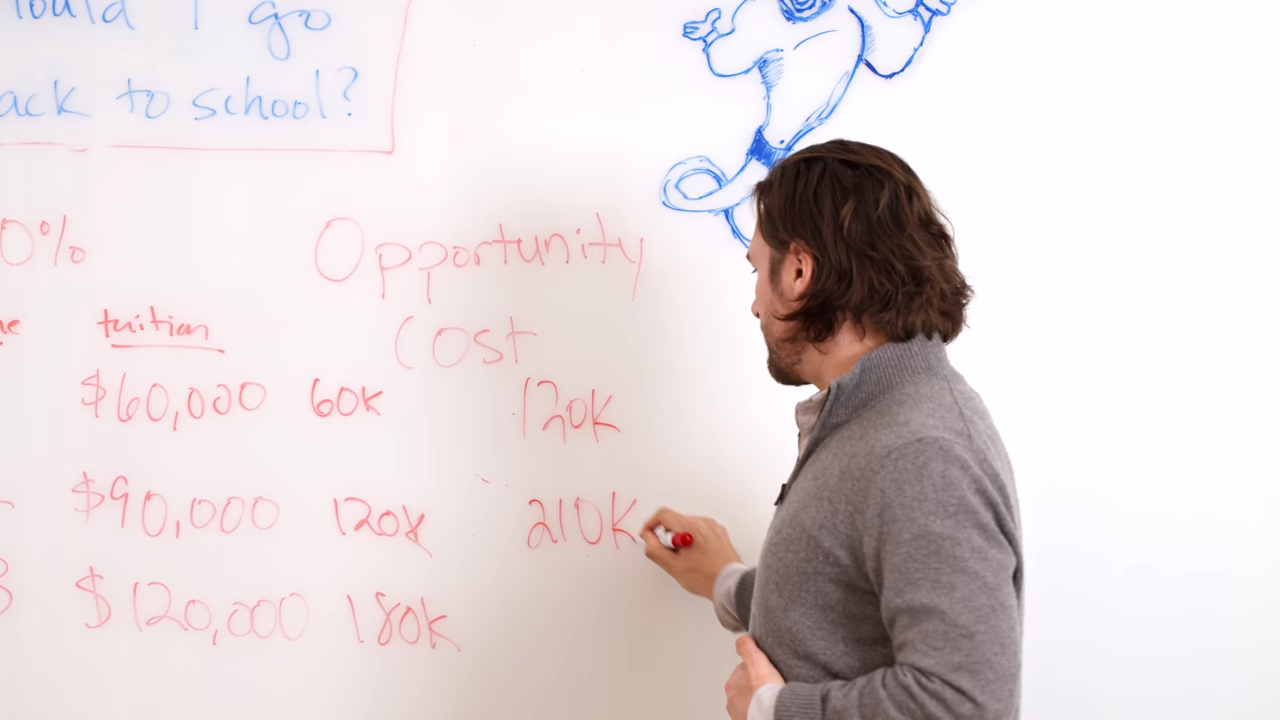 ould I go
ack to school?
0% Opportunity
Cost
tuition
$60,000 60K 120K
$90,000 120K 210K
$120,000 180K